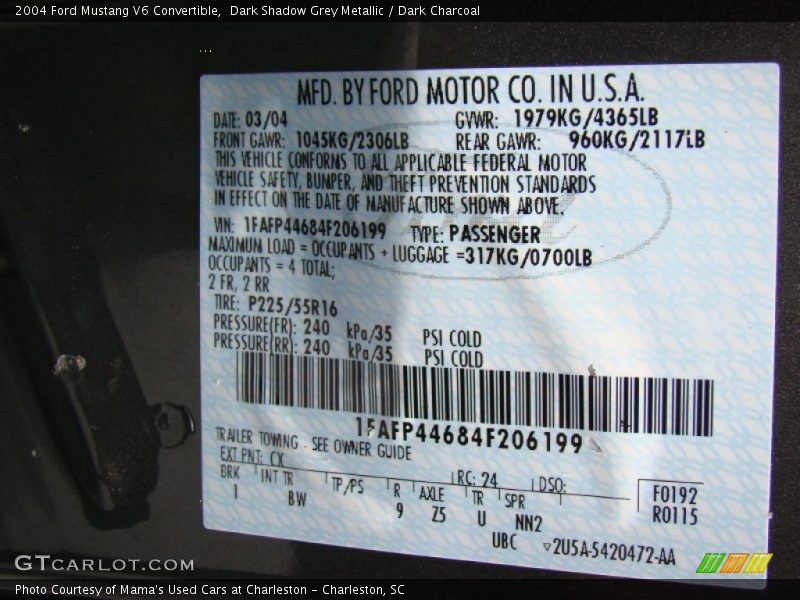 2004 Ford Mustang V6 Convertible,  Dark Shadow Grey Metallic / Dark Charcoal
MFD. BY FORD MOTOR CO. IN U.S.A.
DATE: 03/04 GVWR: 1979KG/4365LB
FRONT GAWR: 1045KG/2306LB REAR GAWR: 960KG/2117LB
THIS VEHICLE CONFORMS TO ALL APPLICABLE FEDERAL MOTOR
VEHICLE SAFETY, BUMPER, AND THEFT PREVENTION STANDARDS
IN EFFECT ON THE DATE OF MANUFACTURE SHOWN ABOVE.
VIN: 1FAFP44684F206199 TYPE: PASSENGER
MAXIMUM LOAD = OCCUPANTS + LUGGAGE =317KG/0700LB
OCCUPANTS = 4 TOTAL;
2 FR, 2 RR
TIRE: P225/55R16
PRESSURE(FR): 240 kPa/35 PSI COLD
PRESSURE(RR): 240 kPa/35 PSI COLD
1FAFP44684F206199
TRAILER TOWING - SEE OWNER GUIDE
EXT PNT: CX RC: 24 DSO:
BRK INT TR TP/PS R AXLE TR SPR F0192
1 BW 9 Z5 U NN2 R0115
UBC ▽2U5A-5420472-AA
GTCARLOT.COM
Photo Courtesy of Mama's Used Cars at Charleston - Charleston, SC